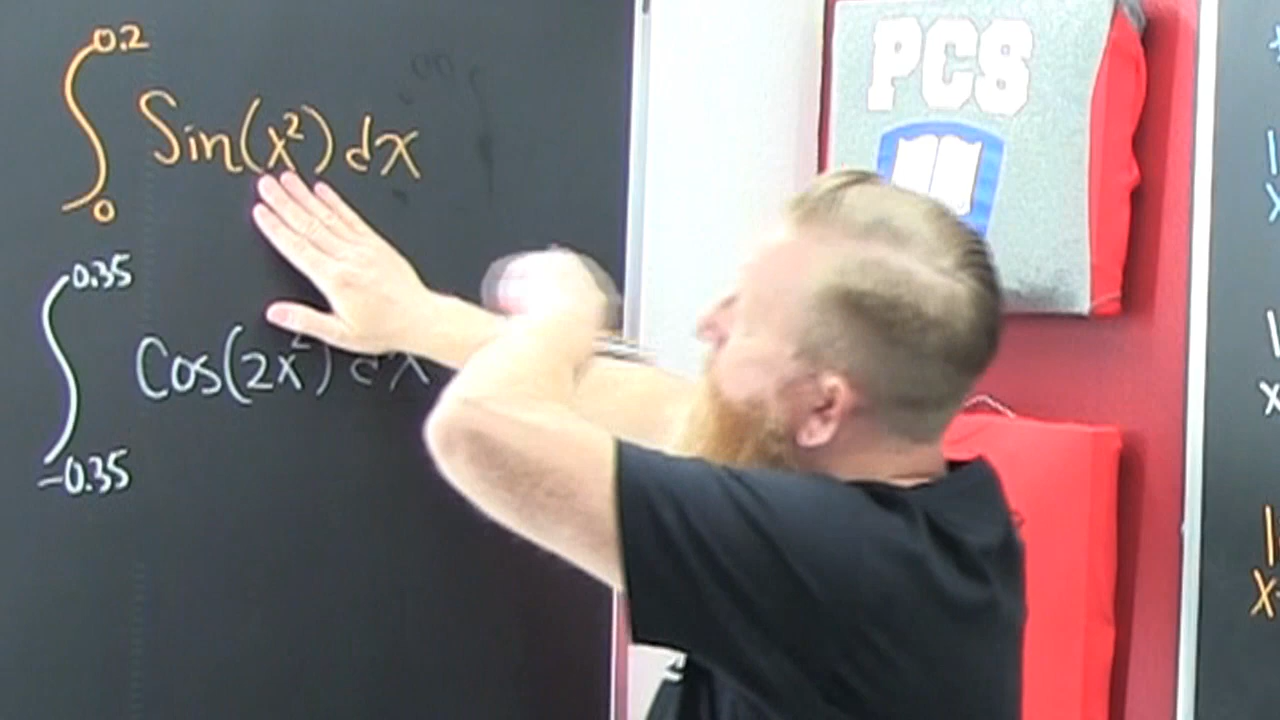 ∫₀^0.2 Sin(x²) dx
∫₋0.35^0.35 Cos(2x²) dx
PCS